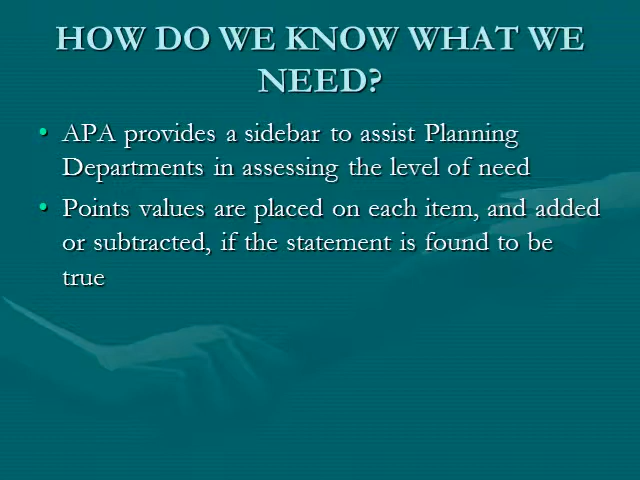 HOW DO WE KNOW WHAT WE
NEED?
• APA provides a sidebar to assist Planning
Departments in assessing the level of need
• Points values are placed on each item, and added
or subtracted, if the statement is found to be
true